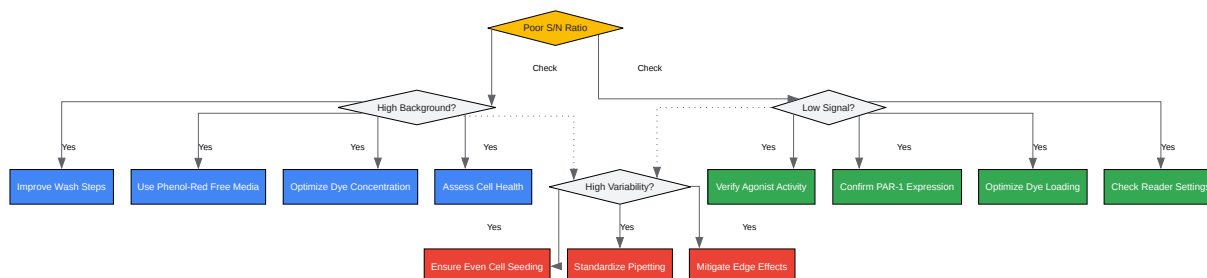 Poor S/N Ratio
Check
Check
High Background?
Low Signal?
Yes
Yes
Yes
Yes
Yes
Yes
Yes
Yes
Improve Wash Steps
Use Phenol-Red Free Media
Optimize Dye Concentration
Assess Cell Health
High Variability?
Verify Agonist Activity
Confirm PAR-1 Expression
Optimize Dye Loading
Check Reader Settings
Yes
Yes
Yes
Ensure Even Cell Seeding
Standardize Pipetting
Mitigate Edge Effects